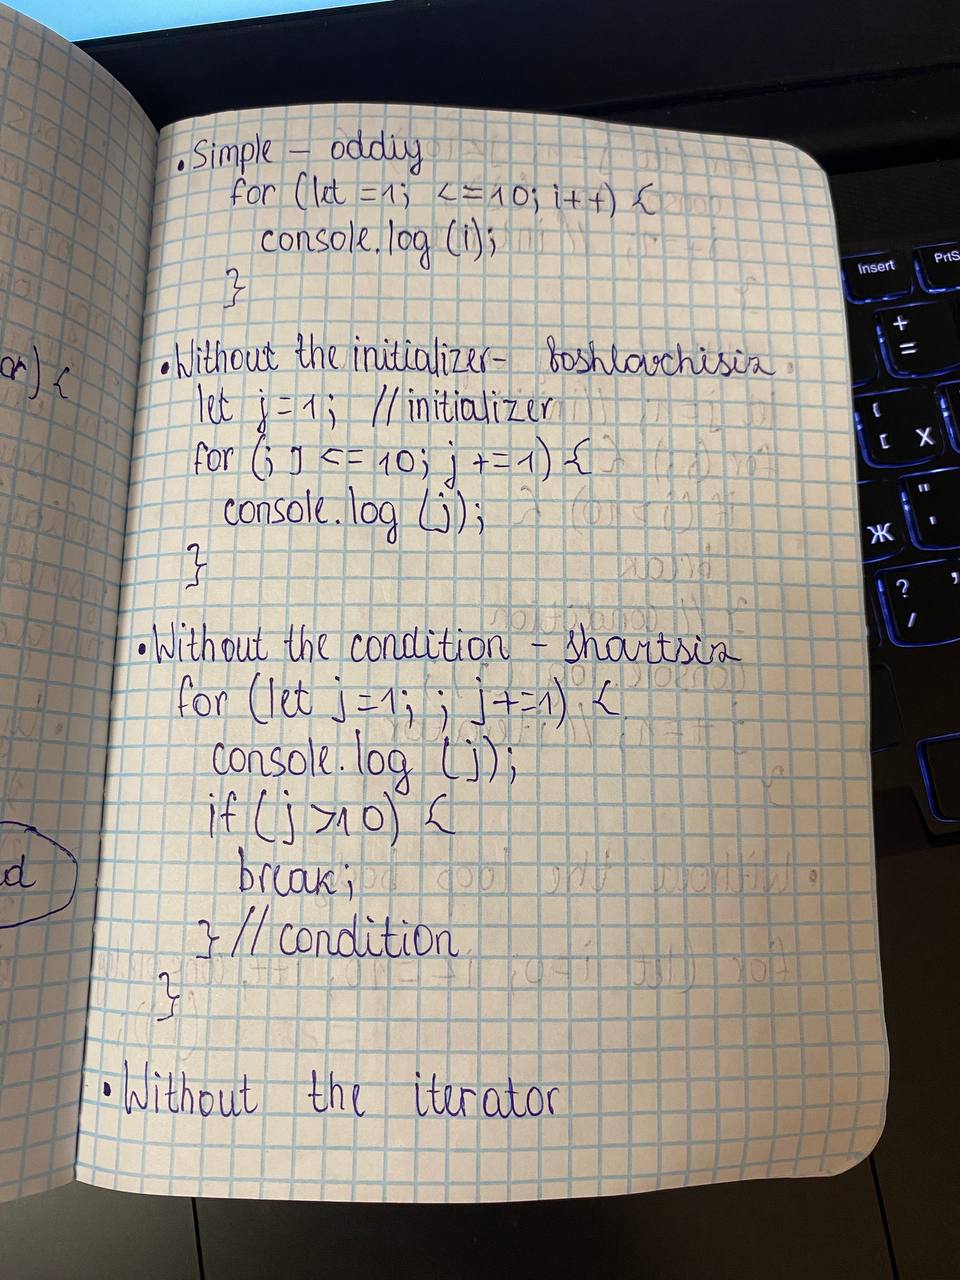 • Simple – oddiy
for (let =1; <=10; i++) {
console.log (i);
}
• Without the initializer – boshlovchisiz
let j=1; //initializer
for (; j <= 10; j +=1) {
console.log (j);
}
• Without the condition – shartsiz
for (let j=1; ; j+=1) {
console.log (j);
if (j >10) {
break;
} // condition
}
• Without the iterator
or) {
d
Insert
PrtS
+
=
{
[ X
"
Ж '
?
/